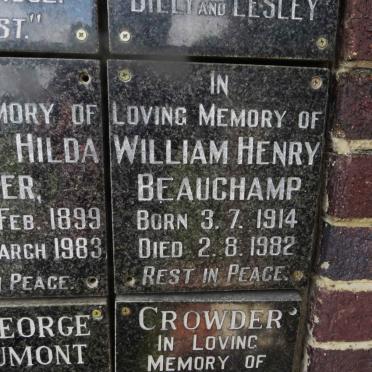 BILLY AND LESLEY
ST."
MORY OF
HILDA
ER,
FEB. 1899
ARCH 1983
PEACE.
IN
LOVING MEMORY OF
WILLIAM HENRY
BEAUCHAMP
BORN 3.7.1914
DIED 2.8.1982
REST IN PEACE.
EORGE
UMONT
CROWDER
IN LOVING
MEMORY OF